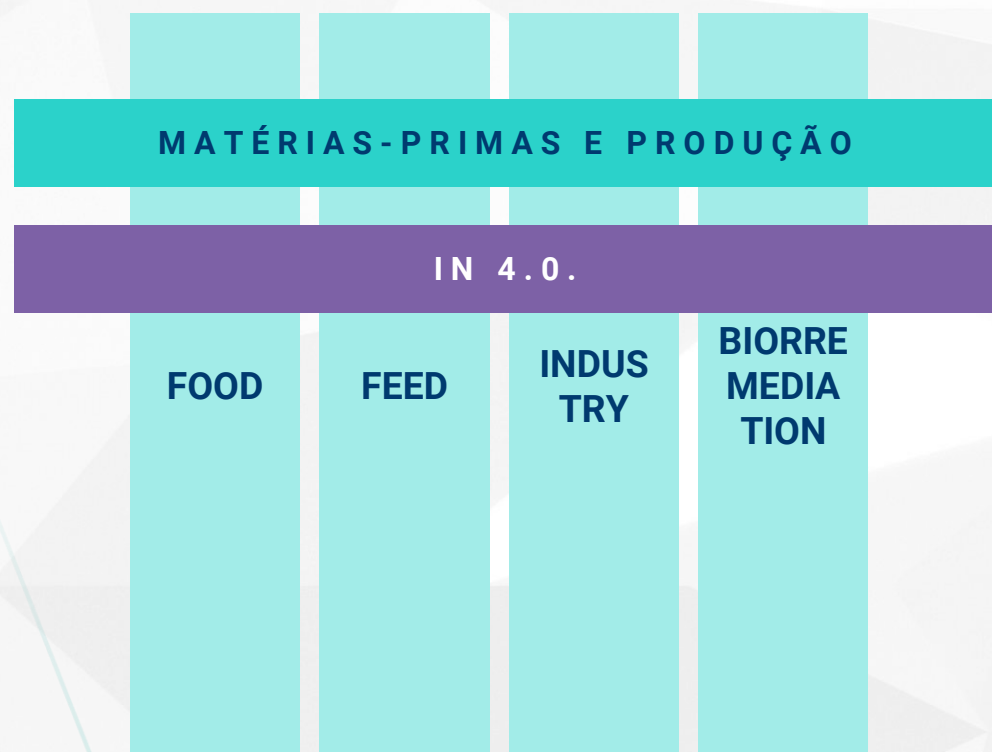 MATÉRIAS-PRIMAS E PRODUÇÃO
IN 4.0.
FOOD
FEED
INDUS
TRY
BIORRE
MEDIA
TION